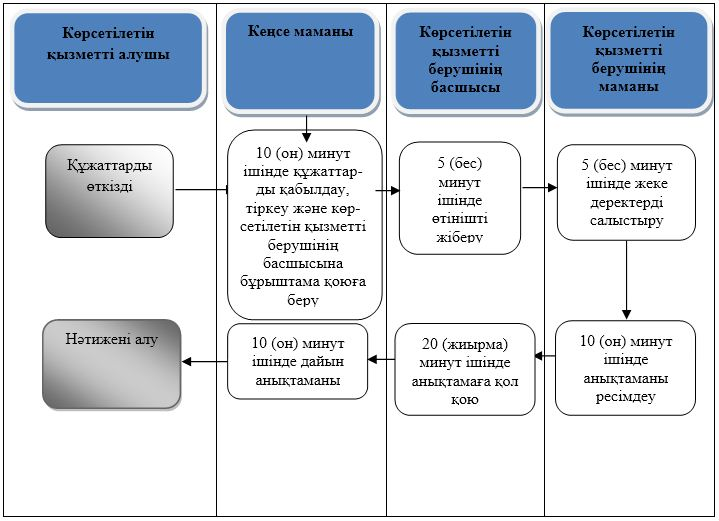 Көрсетілетін
қызметті алушы
Кеңсе маманы
Көрсетілетін
қызметті
берушінің
басшысы
Көрсетілетін
қызметті
берушінің
маманы
Құжаттарды
өткізді
10 (он) минут
ішінде құжаттар-
ды қабылдау,
тіркеу және көр-
сетілетін қызметті
берушінің
басшысына
бұрыштама қоюға
беру
5 (бес)
минут
ішінде
өтінішті
жіберу
5 (бес) минут
ішінде жеке
деректерді
салыстыру
Нәтижені алу
10 (он) минут
ішінде дайын
анықтаманы
20 (жиырма)
минут ішінде
анықтамаға қол
қою
10 (он) минут
ішінде
анықтаманы
ресімдеу